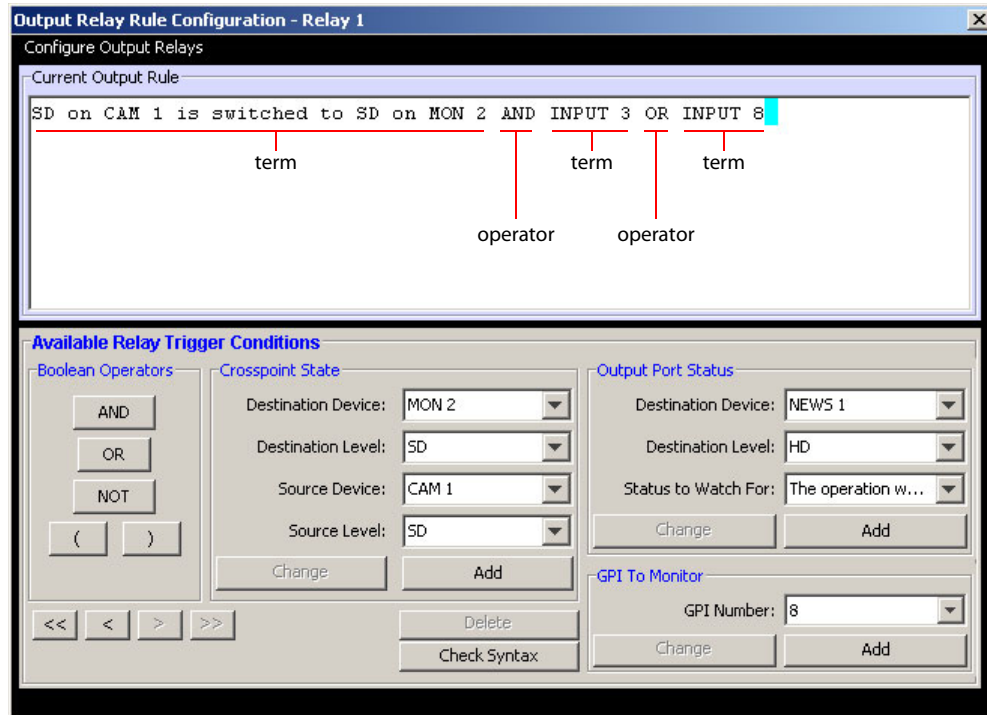 Output Relay Rule Configuration - Relay 1
Configure Output Relays
Current Output Rule
SD on CAM 1 is switched to SD on MON 2 AND INPUT 3 OR INPUT 8
term term term
operator operator
Available Relay Trigger Conditions
Boolean Operators
AND
OR
NOT
( )
Crosspoint State
Destination Device: MON 2
Destination Level: SD
Source Device: CAM 1
Source Level: SD
Change Add
Output Port Status
Destination Device: NEWS 1
Destination Level: HD
Status to Watch For: The operation w...
Change Add
GPI To Monitor
GPI Number: 8
Change Add
<< < > >>
Delete
Check Syntax